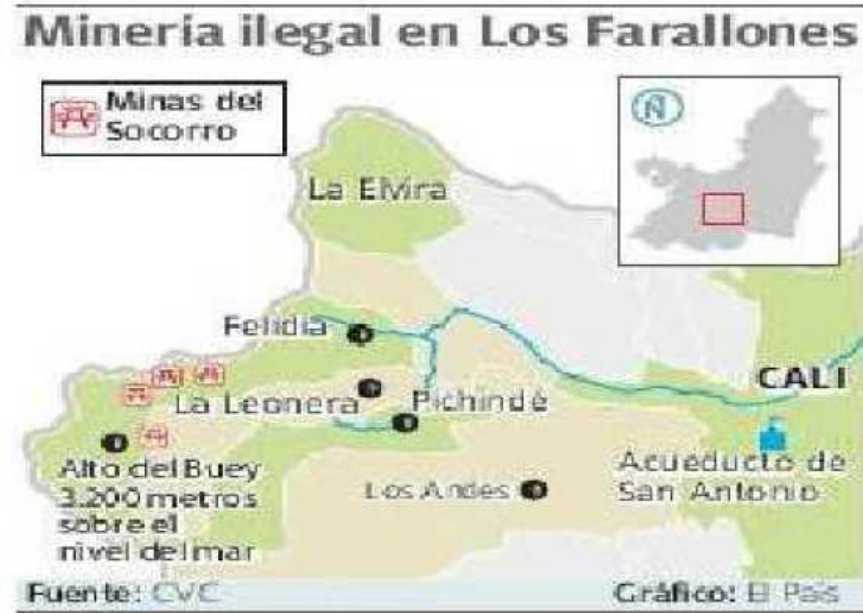 Minería ilegal en Los Farallones
Minas del
Socorro
N
La Elvira
Felidia
CALI
La Leonera
Pichindé
Alto del Buey
3.200 metros
sobre el
nivel del mar
Los Andes
Acueducto de
San Antonio
Fuente: CVC
Gráfico: El País